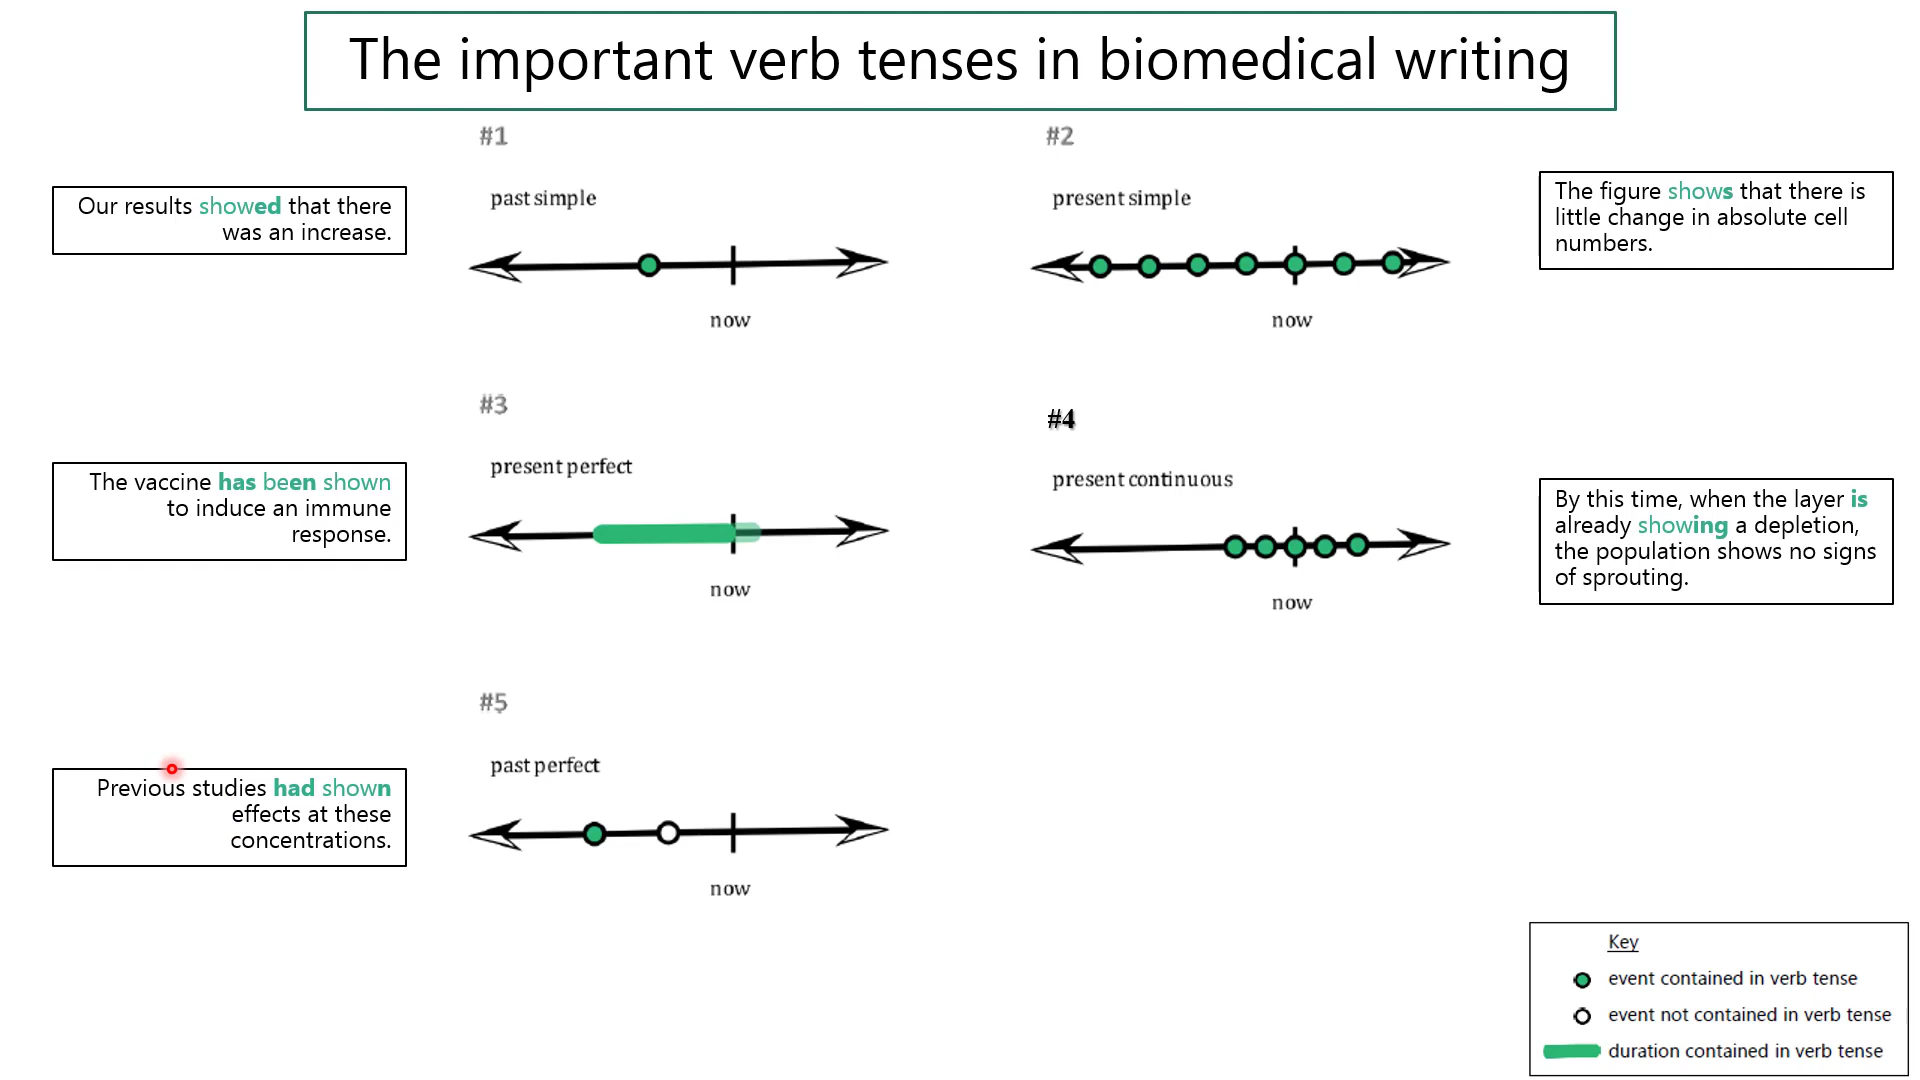 The important verb tenses in biomedical writing
#1
past simple
now
Our results showed that there
was an increase.
#2
present simple
now
The figure shows that there is
little change in absolute cell
numbers.
#3
present perfect
now
The vaccine has been shown
to induce an immune
response.
#4
present continuous
now
By this time, when the layer is
already showing a depletion,
the population shows no signs
of sprouting.
#5
past perfect
now
Previous studies had shown
effects at these
concentrations.
Key
event contained in verb tense
event not contained in verb tense
duration contained in verb tense